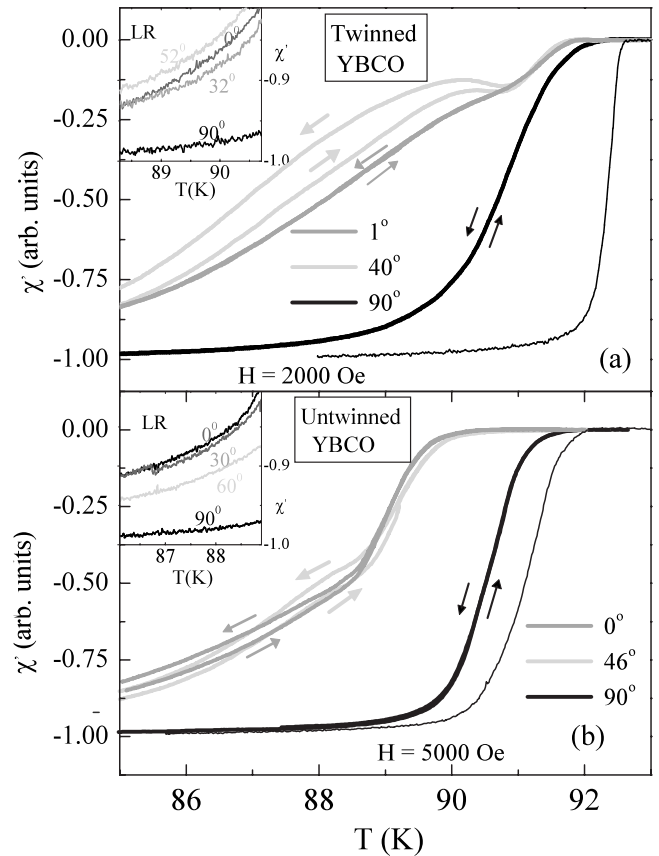 Twinned
YBCO
LR
52°
0°
32°
90°
χ'
-0.9
-1.0
89
90
T(K)
0.00
-0.25
-0.50
-0.75
-1.00
χ' (arb. units)
1°
40°
90°
(a)
H = 2000 Oe
Untwinned
YBCO
LR
0°
30°
60°
90°
-0.9
χ'
-1.0
87
88
T(K)
0.00
-0.25
-0.50
-0.75
-1.00
χ' (arb. units)
0°
46°
90°
(b)
H = 5000 Oe
86
88
90
92
T (K)